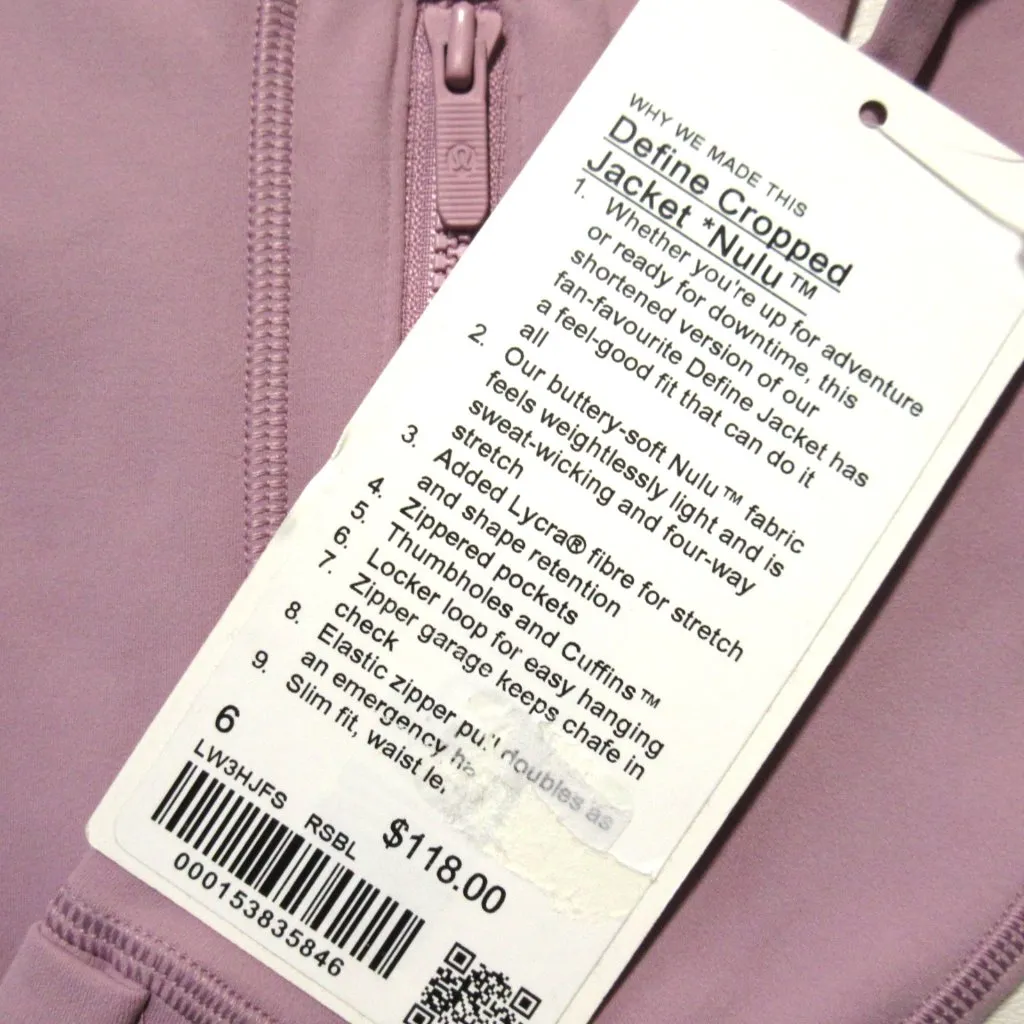 WHY WE MADE THIS
Define Cropped
Jacket *Nulu™
1. Whether you're up for adventure
or ready for downtime, this
shortened version of our
fan-favourite Define Jacket has
a feel-good fit that can do it
all
2. Our buttery-soft Nulu™ fabric
feels weightlessly light and is
sweat-wicking and four-way
stretch
3. Added Lycra® fibre for stretch
and shape retention
4. Zippered pockets
5. Thumbholes and Cuffins™
6. Locker loop for easy hanging
7. Zipper garage keeps chafe in
check
8. Elastic zipper pull doubles as
an emergency
9. Slim fit, waist
6
LW3HJFS RSBL $118.00
000153835846